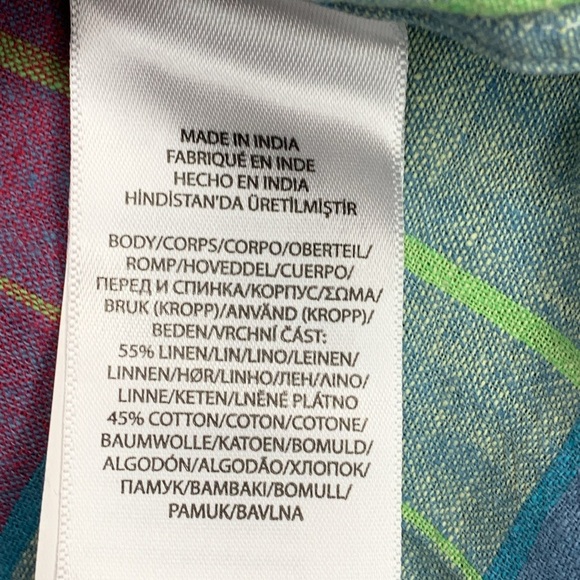 MADE IN INDIA
FABRIQUÉ EN INDE
HECHO EN INDIA
HİNDİSTAN'DA ÜRETİLMİŞTİR
BODY/CORPS/CORPO/OBERTEIL/
ROMP/HOVEDDEL/CUERPO/
ПЕРЕД И СПИНКА/КОРПУС/ΣΩΜΑ/
BRUK (KROPP)/ANVÄND (KROPP)/
BEDEN/VRCHNÍ ČÁST:
55% LINEN/LIN/LINO/LEINEN/
LINNEN/HØR/LINHO/ЛЕН/ΛΙΝΟ/
LINNE/KETEN/LNĚNÉ PLÁTNO
45% COTTON/COTON/COTONE/
BAUMWOLLE/KATOEN/BOMULD/
ALGODÓN/ALGODÃO/ХЛОПОК/
ПАМУК/BAMBAKI/BOMULL/
PAMUK/BAVLNA